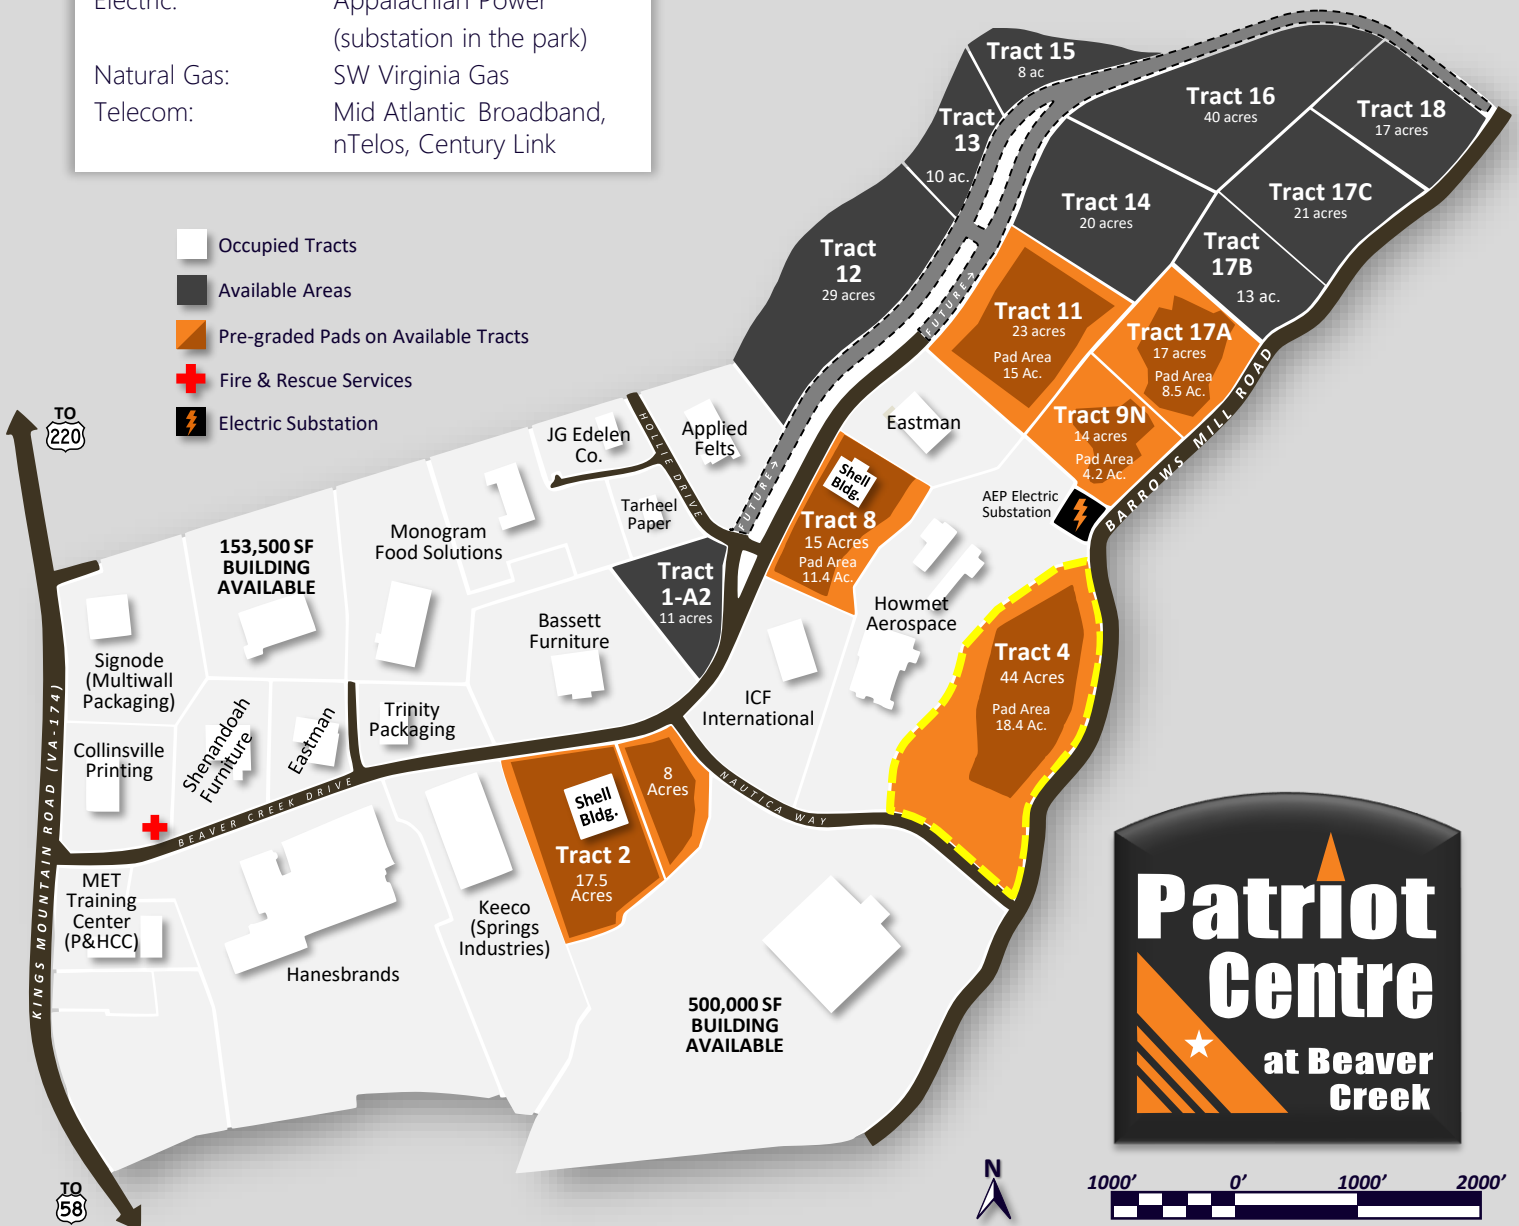 Electric:
Appalachian Power
(substation in the park)
Natural Gas:
SW Virginia Gas
Telecom:
Mid Atlantic Broadband,
nTelos, Century Link
Occupied Tracts
Available Areas
Pre-graded Pads on Available Tracts
Fire & Rescue Services
Electric Substation
TO
220
Tract 15
8 ac
Tract
13
10 ac.
Tract 16
40 acres
Tract 18
17 acres
Tract 14
20 acres
Tract 17C
21 acres
Tract
17B
13 ac.
Tract
12
29 acres
FUTURE
Tract 11
23 acres
Pad Area
15 Ac.
Tract 17A
17 acres
Pad Area
8.5 Ac.
Tract 9N
14 acres
Pad Area
4.2 Ac.
BARROWS MILL ROAD
AEP Electric
Substation
Eastman
Shell
Bldg.
Tract 8
15 Acres
Pad Area
11.4 Ac.
JG Edelen
Co.
HOLLIE DRIVE
Applied
Felts
FUTURE
Tarheel
Paper
Monogram
Food Solutions
153,500 SF
BUILDING
AVAILABLE
Tract
1-A2
11 acres
Bassett
Furniture
Howmet
Aerospace
Tract 4
44 Acres
Pad Area
18.4 Ac.
Signode
(Multiwall
Packaging)
ICF
International
Trinity
Packaging
Eastman
Shenandoah
Furniture
Collinsville
Printing
KINGS MOUNTAIN ROAD (VA-174)
BEAVER CREEK DRIVE
NAUTICA WAY
8
Acres
Shell
Bldg.
Tract 2
17.5
Acres
MET
Training
Center
(P&HCC)
Hanesbrands
Keeco
(Springs
Industries)
500,000 SF
BUILDING
AVAILABLE
Patriot
Centre
at Beaver
Creek
TO
58
N
1000’ 0’ 1000’ 2000’